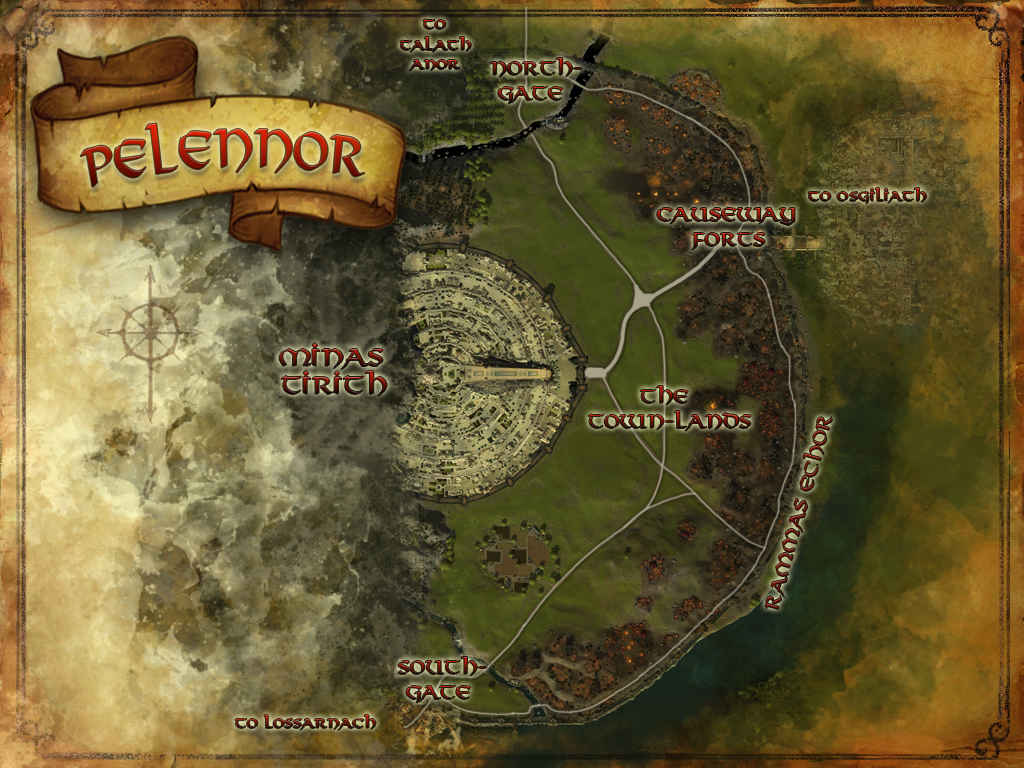 TO
TALATH
ANOR
NORTH-
GATE
PELENNOR
TO OSGILIATH
CAUSEWAY
FORTS
MINAS
TIRITH
THE
TOWN-LANDS
RAMMAS ECHOR
SOUTH-
GATE
TO LOSSARNACH